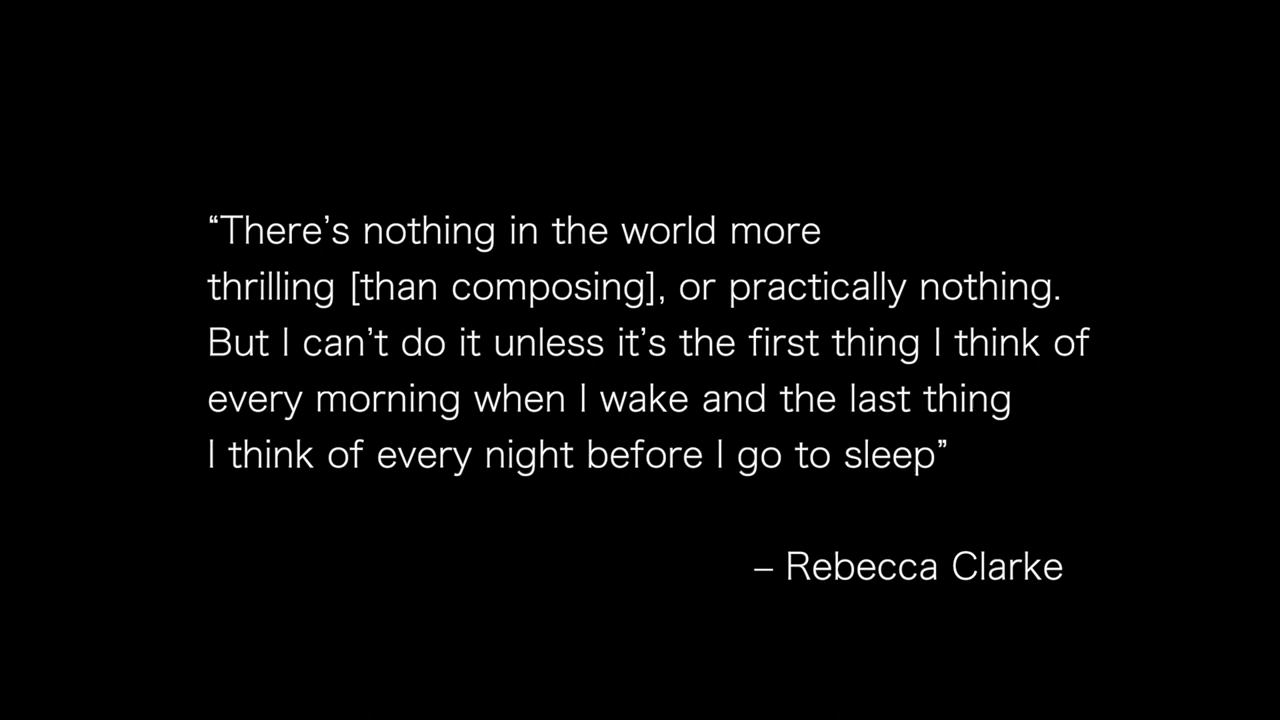 “There’s nothing in the world more
thrilling [than composing], or practically nothing.
But I can’t do it unless it’s the first thing I think of
every morning when I wake and the last thing
I think of every night before I go to sleep”
– Rebecca Clarke